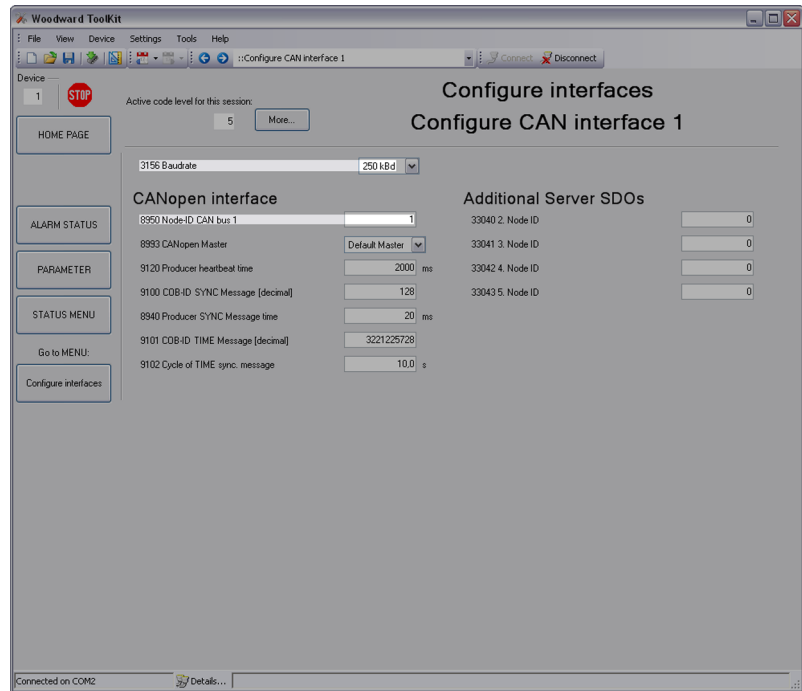 Woodward ToolKit
File View Device Settings Tools Help
::Configure CAN interface 1 Connect Disconnect
Device
1 STOP
Active code level for this session:
5 More...
Configure interfaces
Configure CAN interface 1
HOME PAGE
ALARM STATUS
PARAMETER
STATUS MENU
Go to MENU:
Configure interfaces
3156 Baudrate 250 kBd
CANopen interface
8950 Node-ID CAN bus 1 1
8993 CANopen Master Default Master
9120 Producer heartbeat time 2000 ms
9100 COB-ID SYNC Message [decimal] 128
8940 Producer SYNC Message time 20 ms
9101 COB-ID TIME Message [decimal] 3221225728
9102 Cycle of TIME sync. message 10,0 s
Additional Server SDOs
33040 2. Node ID 0
33041 3. Node ID 0
33042 4. Node ID 0
33043 5. Node ID 0
Connected on COM2 Details...